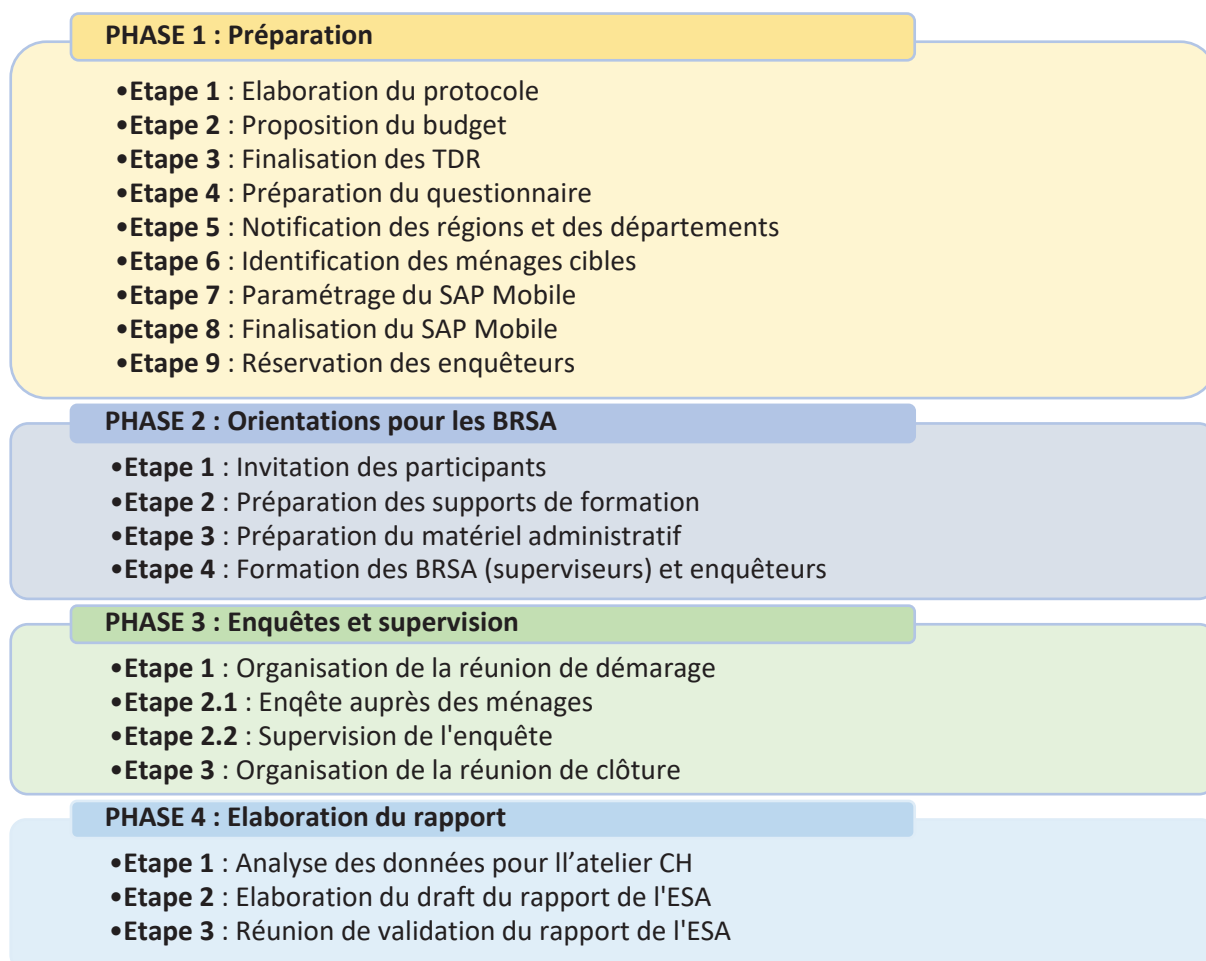 PHASE 1 : Préparation
•Etape 1 : Elaboration du protocole
•Etape 2 : Proposition du budget
•Etape 3 : Finalisation des TDR
•Etape 4 : Préparation du questionnaire
•Etape 5 : Notification des régions et des départements
•Etape 6 : Identification des ménages cibles
•Etape 7 : Paramétrage du SAP Mobile
•Etape 8 : Finalisation du SAP Mobile
•Etape 9 : Réservation des enquêteurs
PHASE 2 : Orientations pour les BRSA
•Etape 1 : Invitation des participants
•Etape 2 : Préparation des supports de formation
•Etape 3 : Préparation du matériel administratif
•Etape 4 : Formation des BRSA (superviseurs) et enquêteurs
PHASE 3 : Enquêtes et supervision
•Etape 1 : Organisation de la réunion de démarage
•Etape 2.1 : Enqête auprès des ménages
•Etape 2.2 : Supervision de l'enquête
•Etape 3 : Organisation de la réunion de clôture
PHASE 4 : Elaboration du rapport
•Etape 1 : Analyse des données pour ll’atelier CH
•Etape 2 : Elaboration du draft du rapport de l'ESA
•Etape 3 : Réunion de validation du rapport de l'ESA